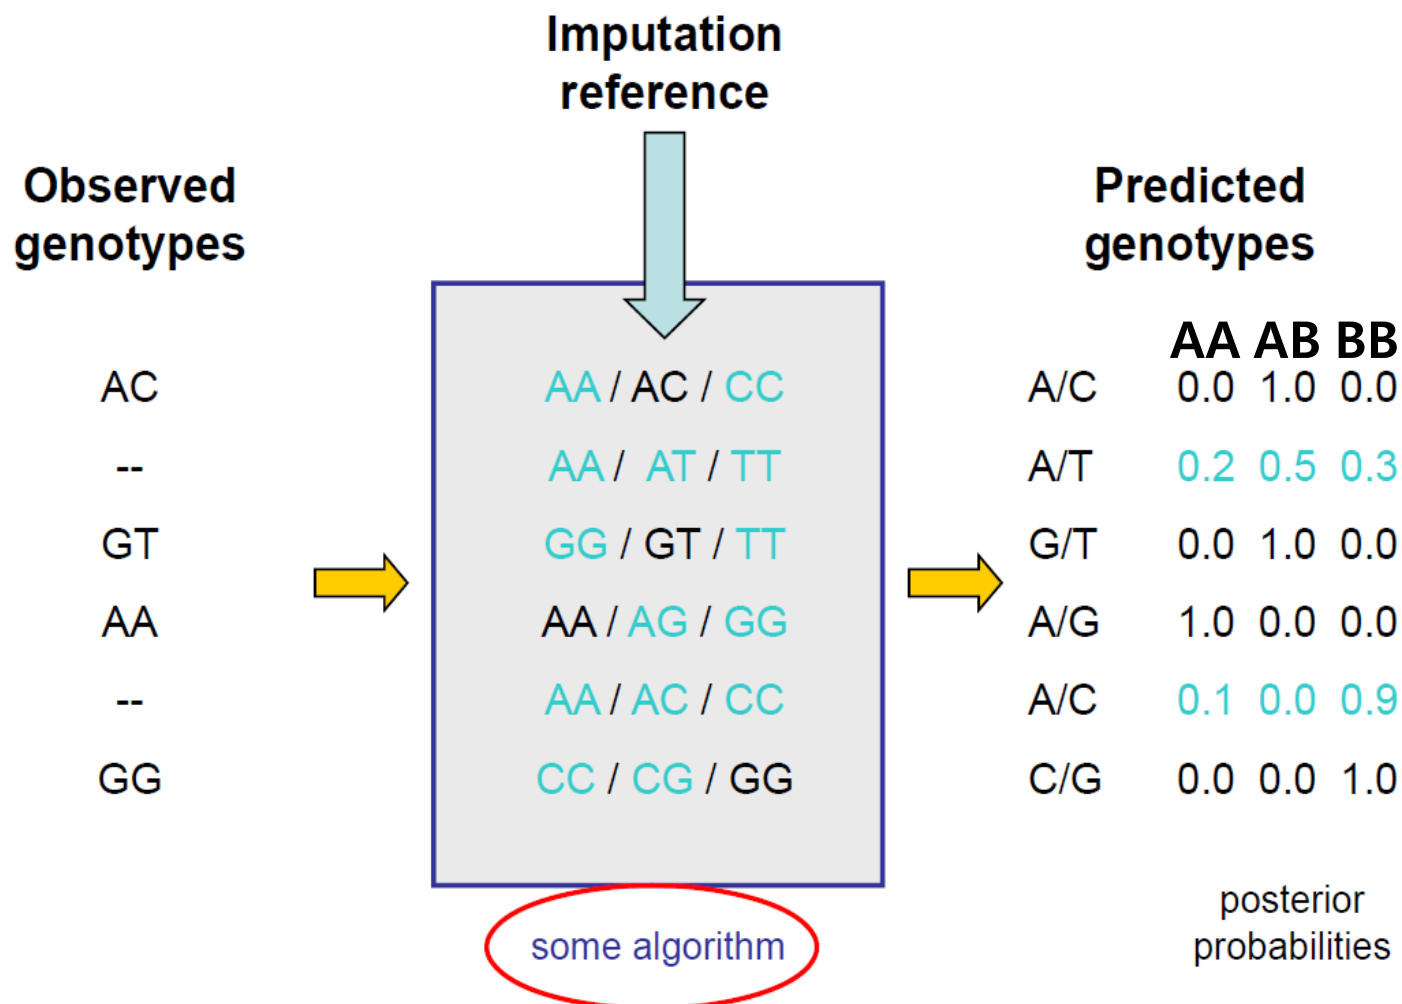 Imputation
reference
Observed
genotypes
Predicted
genotypes
AA AB BB
AC AA / AC / CC A/C 0.0 1.0 0.0
-- AA / AT / TT A/T 0.2 0.5 0.3
GT GG / GT / TT G/T 0.0 1.0 0.0
AA AA / AG / GG A/G 1.0 0.0 0.0
-- AA / AC / CC A/C 0.1 0.0 0.9
GG CC / CG / GG C/G 0.0 0.0 1.0
some algorithm
posterior
probabilities